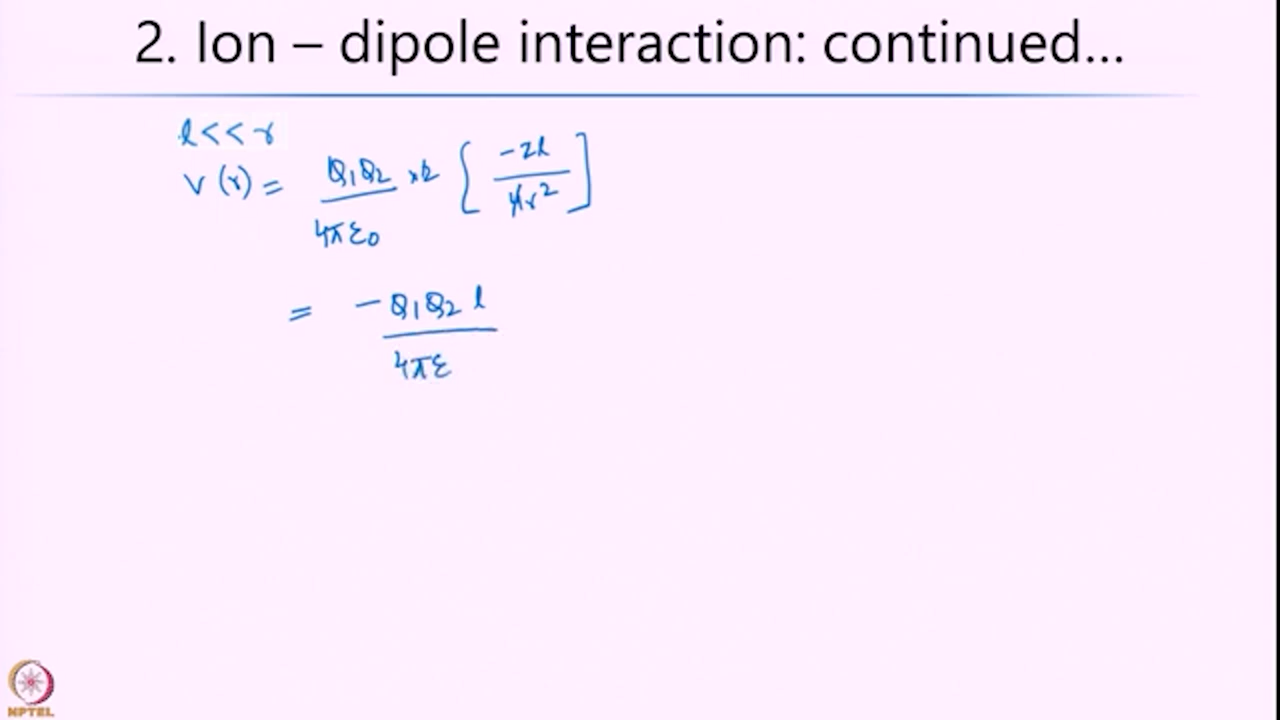 2. Ion – dipole interaction: continued...
l<<r
V(r) = Q₁Q₂/4πε₀ × 2 [-2l/4r²]
= -Q₁Q₂ l/4πε
NPTEL